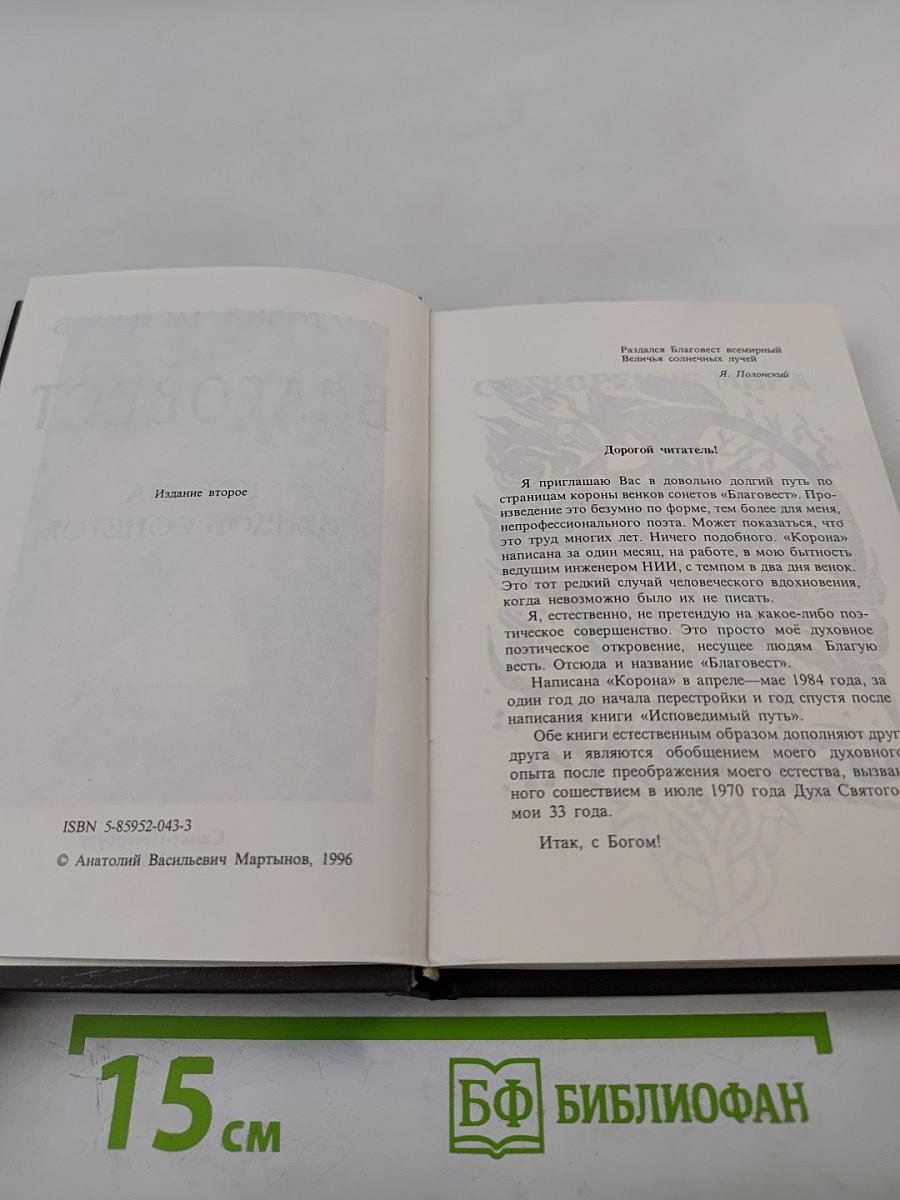 Издание второе
ISBN 5-85952-043-3
© Анатолий Васильевич Мартынов, 1996
Раздался Благовест всемирный
Величья солнечных лучей
Я. Полонский
Дорогой читатель!
Я приглашаю Вас в довольно долгий путь по
страницам короны венков сонетов «Благовест». Про-
изведение это безумно по форме, тем более для меня,
непрофессионального поэта. Может показаться, что
это труд многих лет. Ничего подобного. «Корона»
написана за один месяц, на работе, в мою бытность
ведущим инженером НИИ, с темпом в два дня венок.
Это тот редкий случай человеческого вдохновения,
когда невозможно было их не писать.
Я, естественно, не претендую на какое-либо поэ-
тическое совершенство. Это просто моё духовное
поэтическое откровение, несущее людям Благую
весть. Отсюда и название «Благовест».
Написана «Корона» в апреле—мае 1984 года, за
один год до начала перестройки и год спустя после
написания книги «Исповедимый путь».
Обе книги естественным образом дополняют друг
друга и являются обобщением моего духовного
опыта после преображения моего естества, вызван
ного сошествием в июле 1970 года Духа Святого
мои 33 года.
Итак, с Богом!
15 см
БФ БИБЛИОФАН